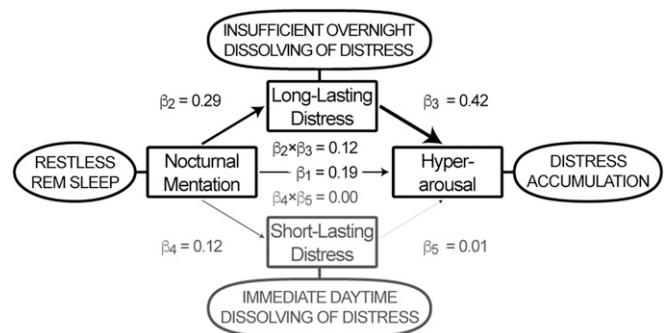 INSUFFICIENT OVERNIGHT
DISSOLVING OF DISTRESS
β2 = 0.29
Long-Lasting
Distress
β3 = 0.42
RESTLESS
REM SLEEP
Nocturnal
Mentation
β2×β3 = 0.12
β1 = 0.19
β4×β5 = 0.00
Hyper-
arousal
DISTRESS
ACCUMULATION
β4 = 0.12
Short-Lasting
Distress
β5 = 0.01
IMMEDIATE DAYTIME
DISSOLVING OF DISTRESS